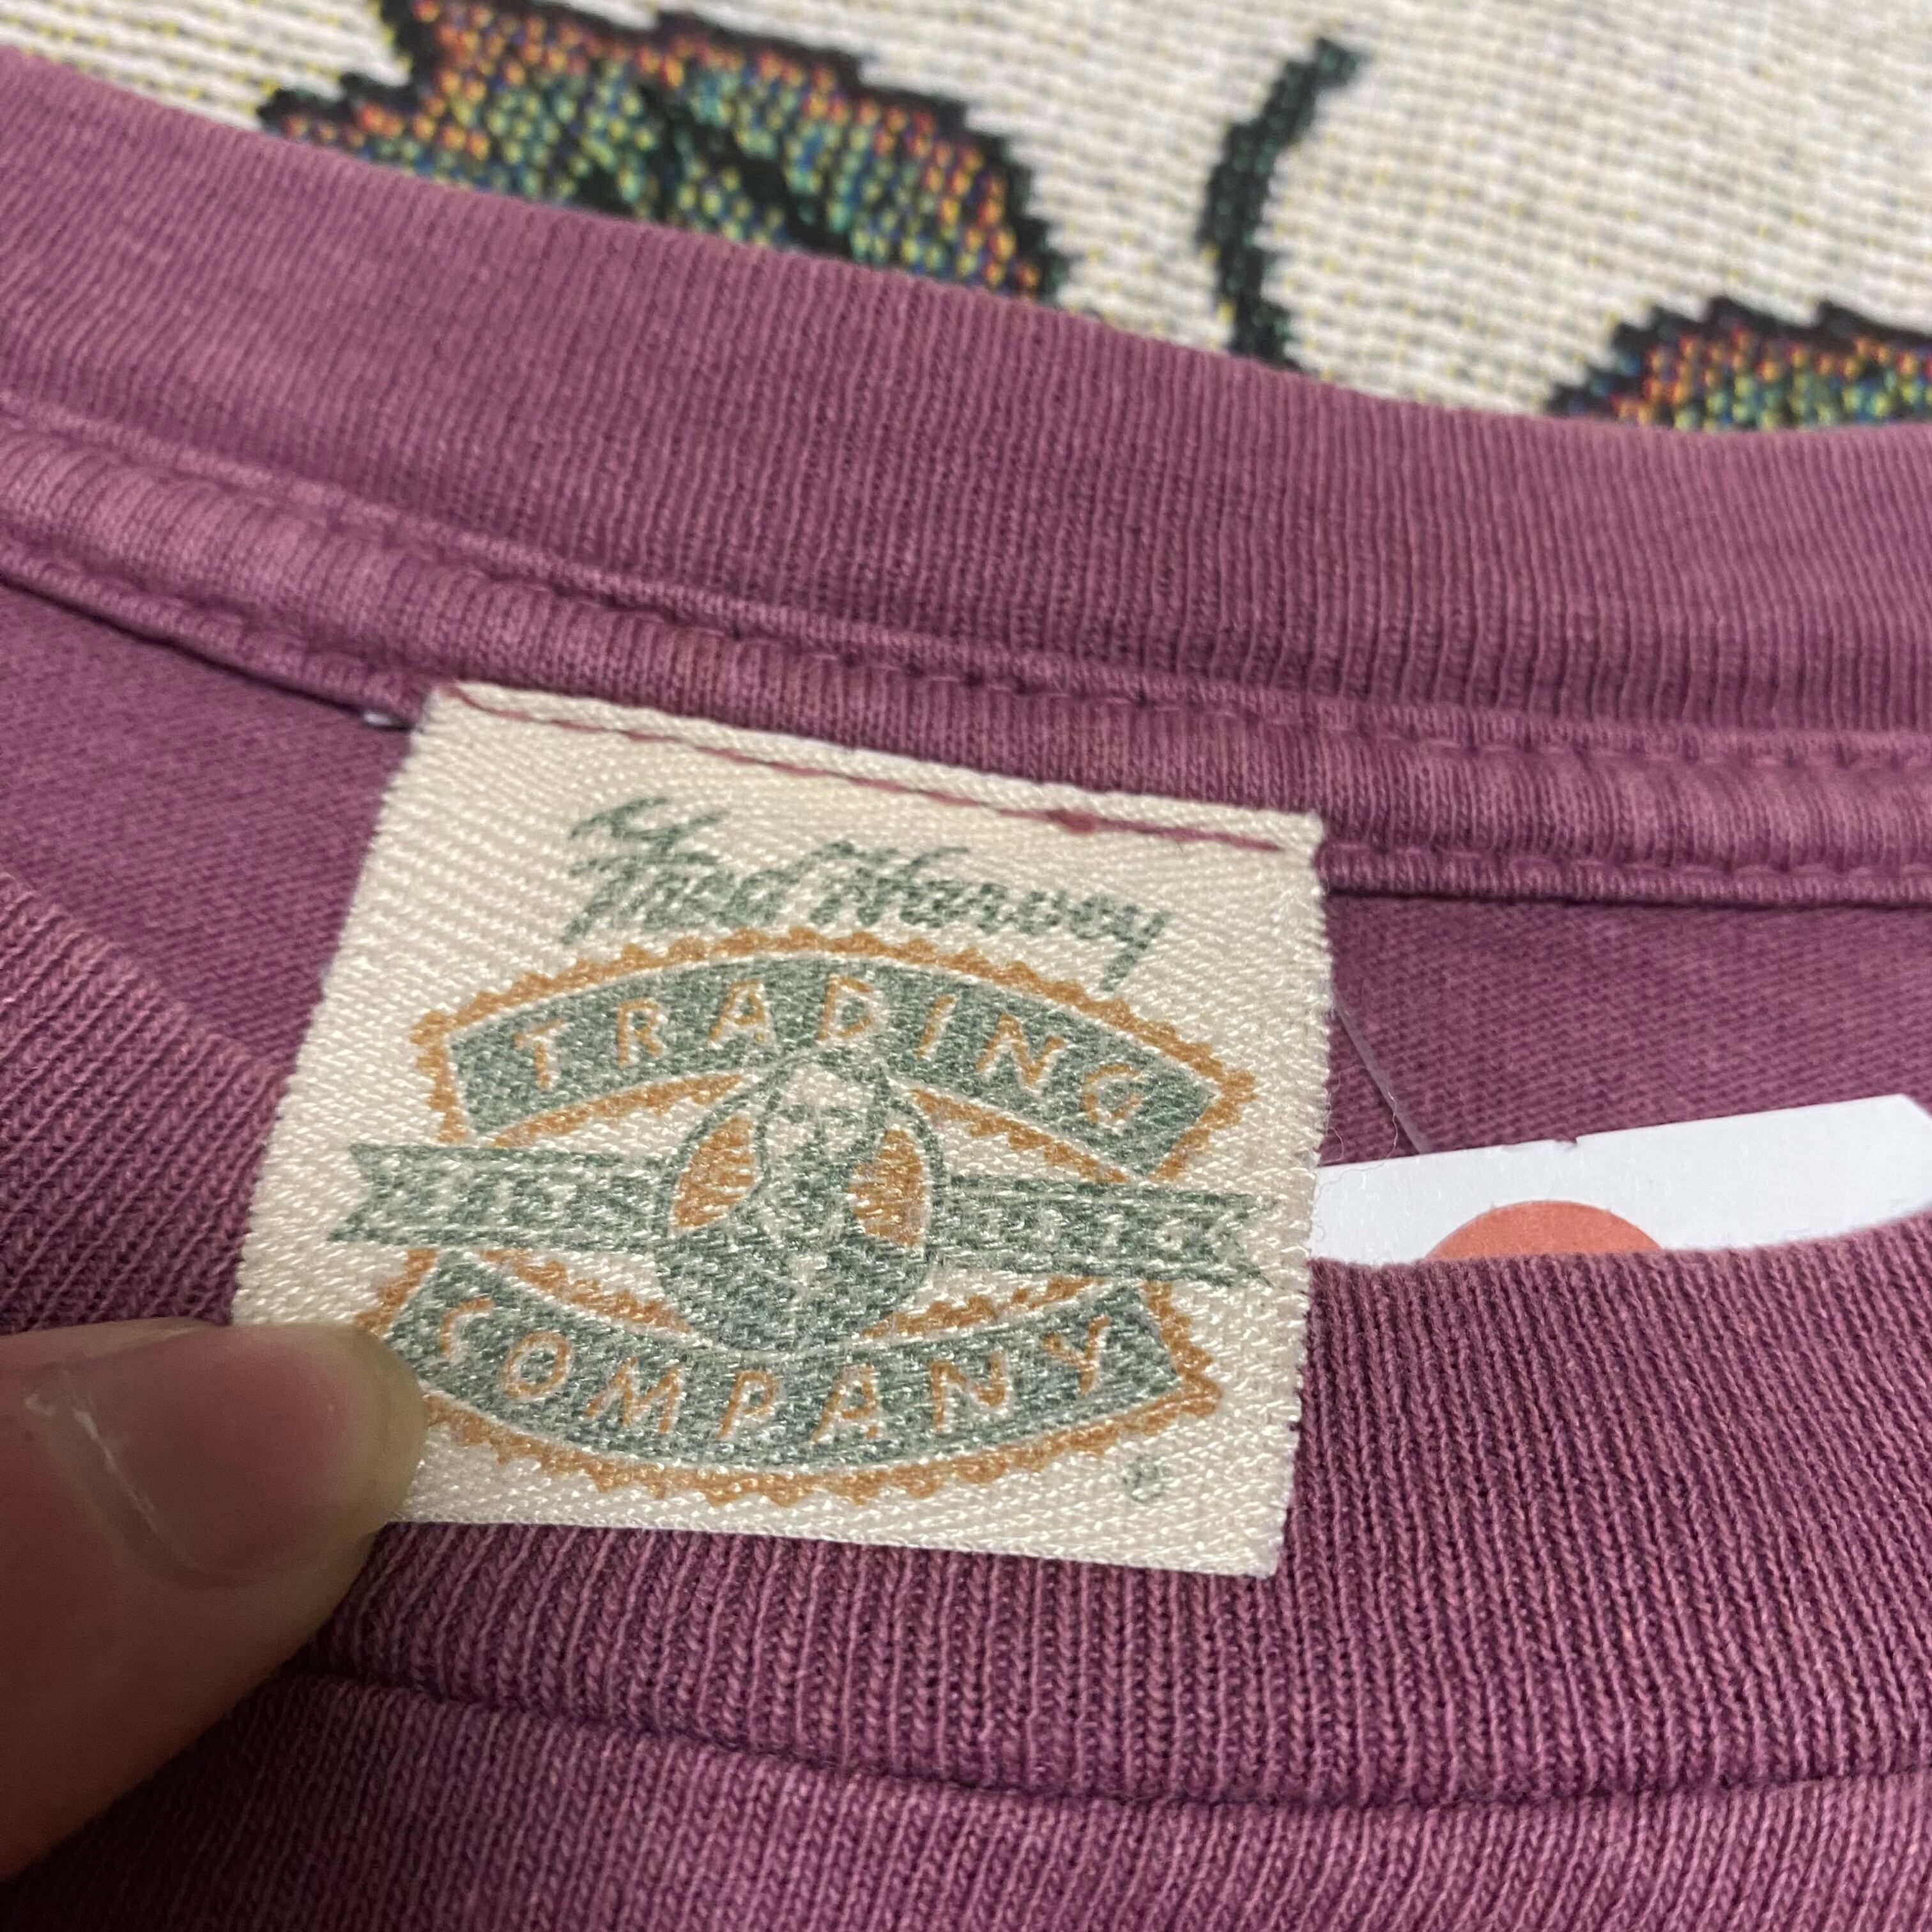 Fred Harvey
TRADING
COMPANY
®